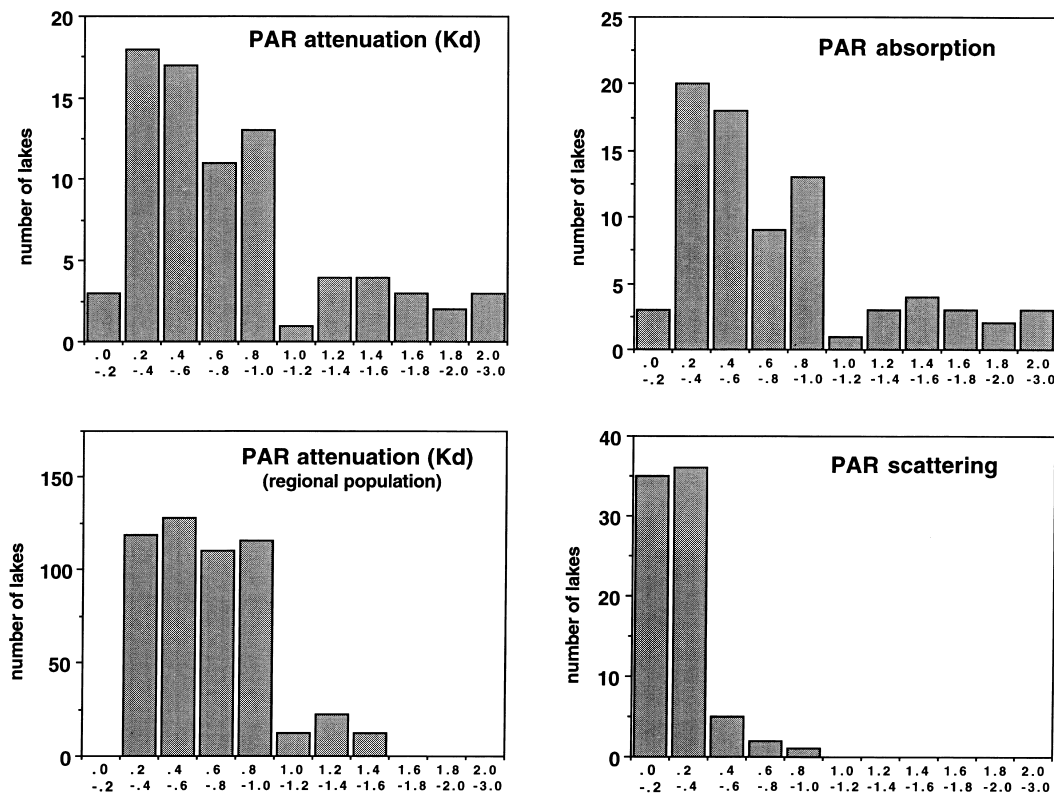 PAR attenuation (Kd)
number of lakes
20
15
10
5
0
.0 .2 .4 .6 .8 1.0 1.2 1.4 1.6 1.8 2.0
-.2 -.4 -.6 -.8 -1.0 -1.2 -1.4 -1.6 -1.8 -2.0 -3.0
PAR absorption
number of lakes
25
20
15
10
5
0
.0 .2 .4 .6 .8 1.0 1.2 1.4 1.6 1.8 2.0
-.2 -.4 -.6 -.8 -1.0 -1.2 -1.4 -1.6 -1.8 -2.0 -3.0
PAR attenuation (Kd)
(regional population)
number of lakes
150
100
50
0
.0 .2 .4 .6 .8 1.0 1.2 1.4 1.6 1.8 2.0
-.2 -.4 -.6 -.8 -1.0 -1.2 -1.4 -1.6 -1.8 -2.0 -3.0
PAR scattering
number of lakes
40
30
20
10
0
.0 .2 .4 .6 .8 1.0 1.2 1.4 1.6 1.8 2.0
-.2 -.4 -.6 -.8 -1.0 -1.2 -1.4 -1.6 -1.8 -2.0 -3.0